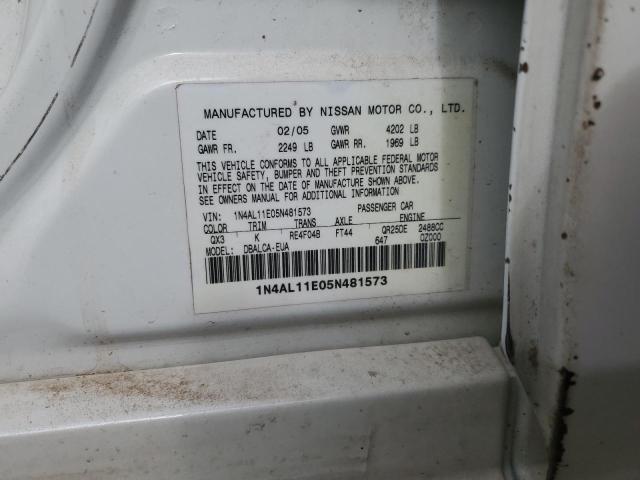 MANUFACTURED BY NISSAN MOTOR CO., LTD.
DATE 02/05 GVWR 4202 LB
GAWR FR. 2249 LB GAWR RR. 1969 LB
THIS VEHICLE CONFORMS TO ALL APPLICABLE FEDERAL MOTOR
VEHICLE SAFETY, BUMPER AND THEFT PREVENTION STANDARDS
IN EFFECT ON THE DATE OF MANUFACTURE SHOWN ABOVE.
SEE OWNERS MANUAL FOR ADDITIONAL INFORMATION
VIN: 1N4AL11E05N481573 PASSENGER CAR
COLOR TRIM TRANS AXLE ENGINE
QX3 K RE4F04B FT44 QR25DE 2488CC
MODEL: DBALCA-EUA 647 0Z000
1N4AL11E05N481573